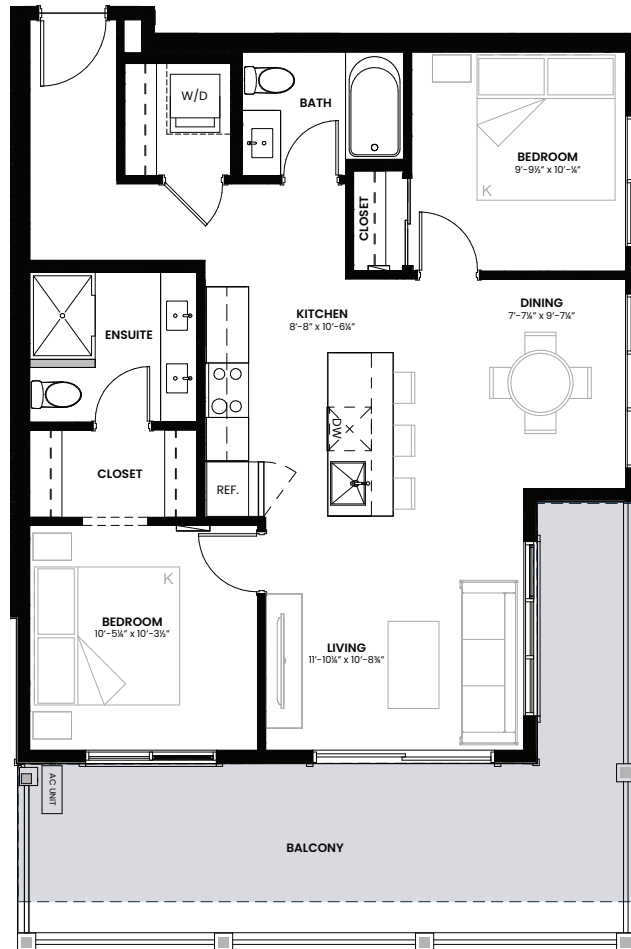 W/D
BATH
BEDROOM
9'-9½" x 10'-¼"
K
CLOSET
KITCHEN
8'-8" x 10'-6¼"
DINING
7'-7¼" x 9'-7¼"
ENSUITE
DW
CLOSET
REF.
K
BEDROOM
10'-5¼" x 10'-3½"
LIVING
11'-10¼" x 10'-8¾"
AC UNIT
BALCONY